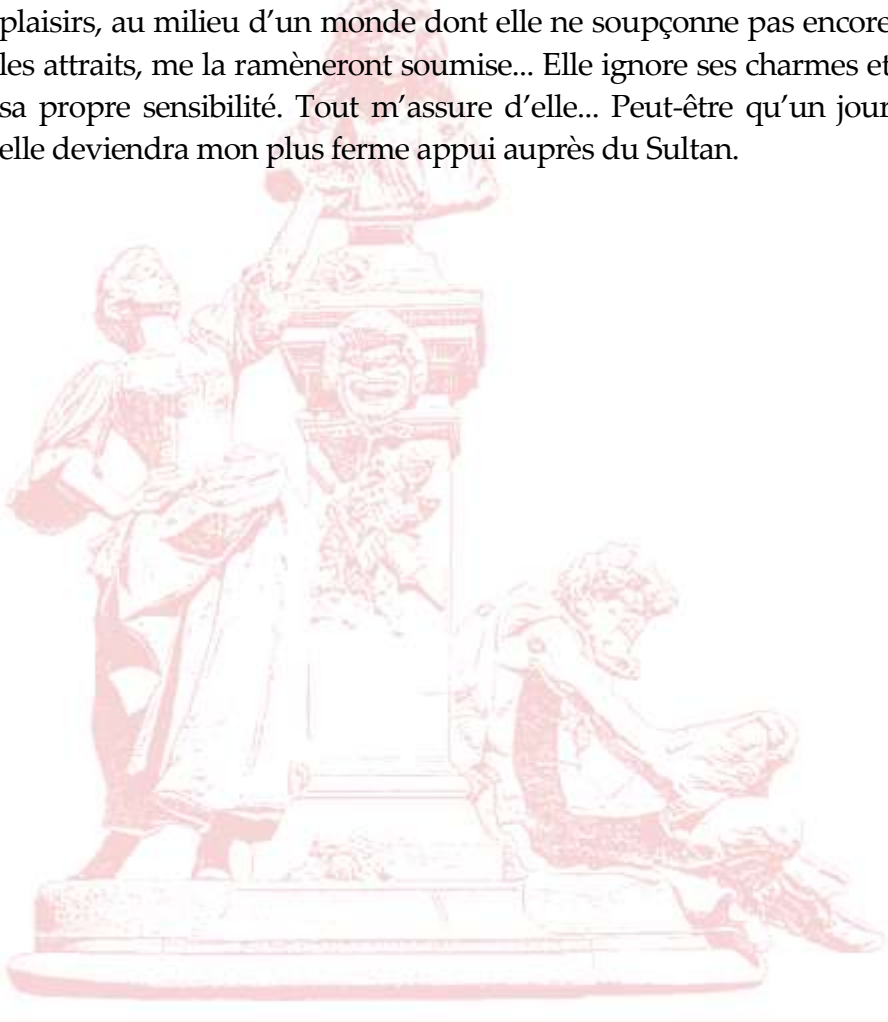 plaisirs, au milieu d’un monde dont elle ne soupçonne pas encore
les attraits, me la ramèneront soumise... Elle ignore ses charmes et
sa propre sensibilité. Tout m’assure d’elle... Peut-être qu’un jour
elle deviendra mon plus ferme appui auprès du Sultan.